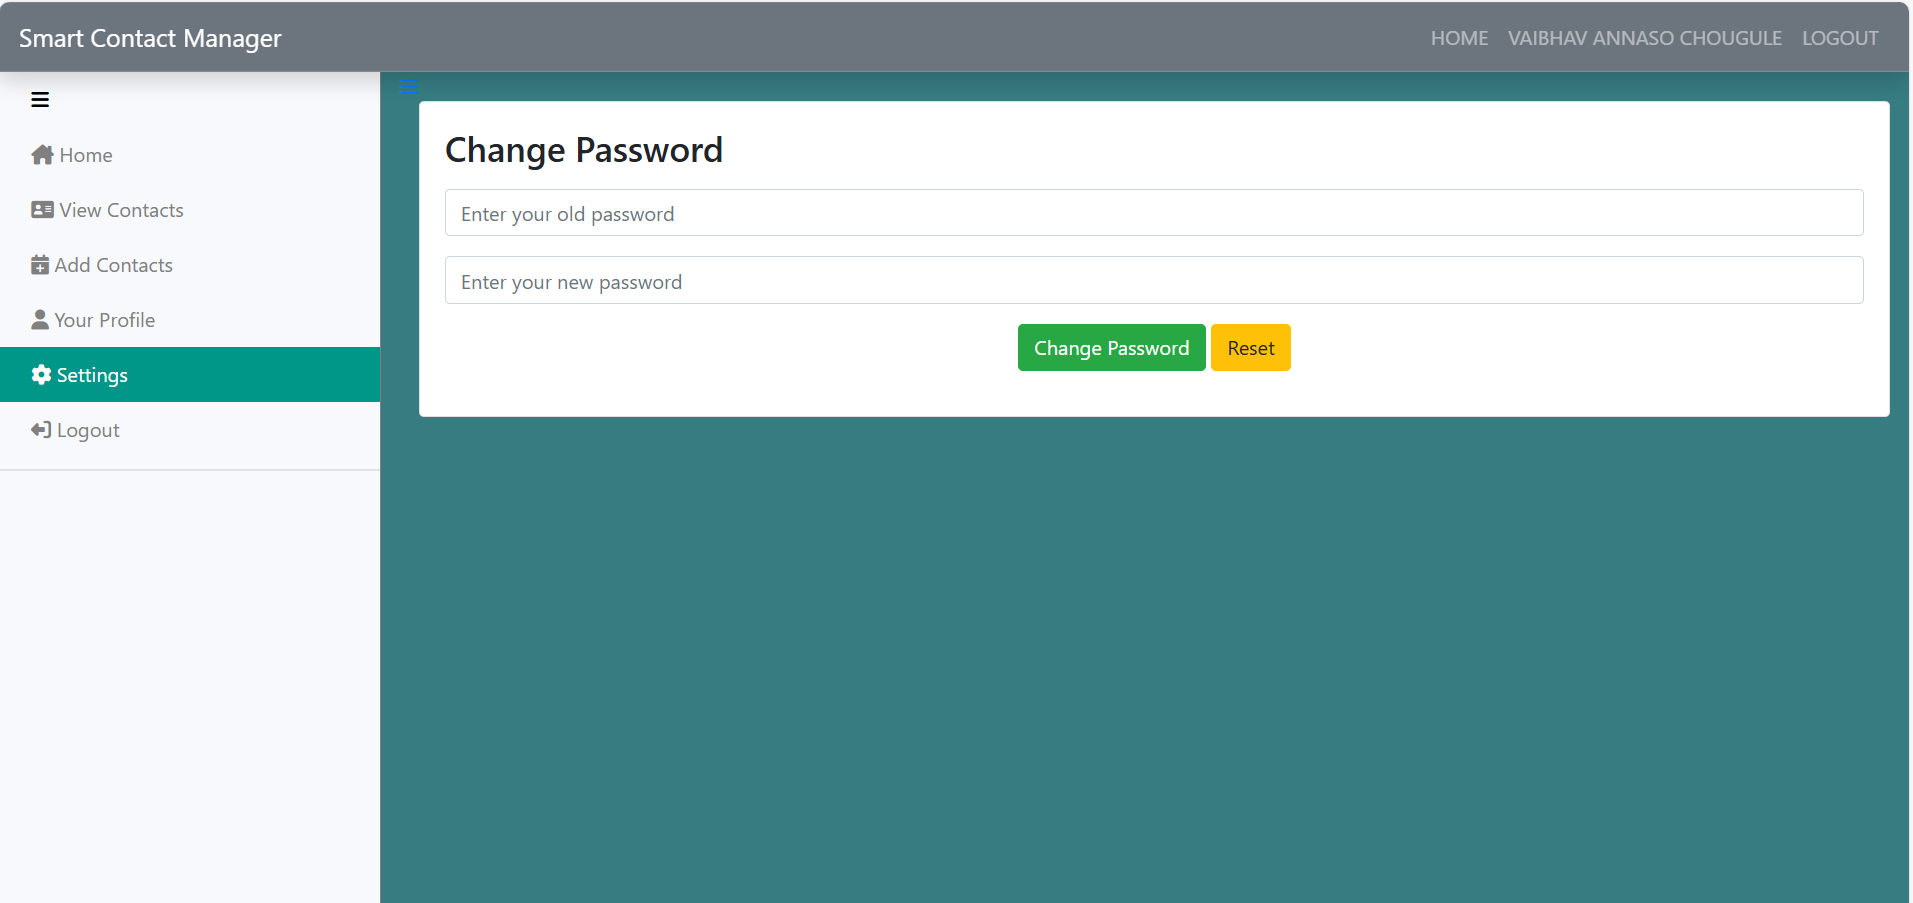 Smart Contact Manager
HOME VAIBHAV ANNASO CHOUGULE LOGOUT
Home
View Contacts
Add Contacts
Your Profile
Settings
Logout
Change Password
Enter your old password
Enter your new password
Change Password Reset